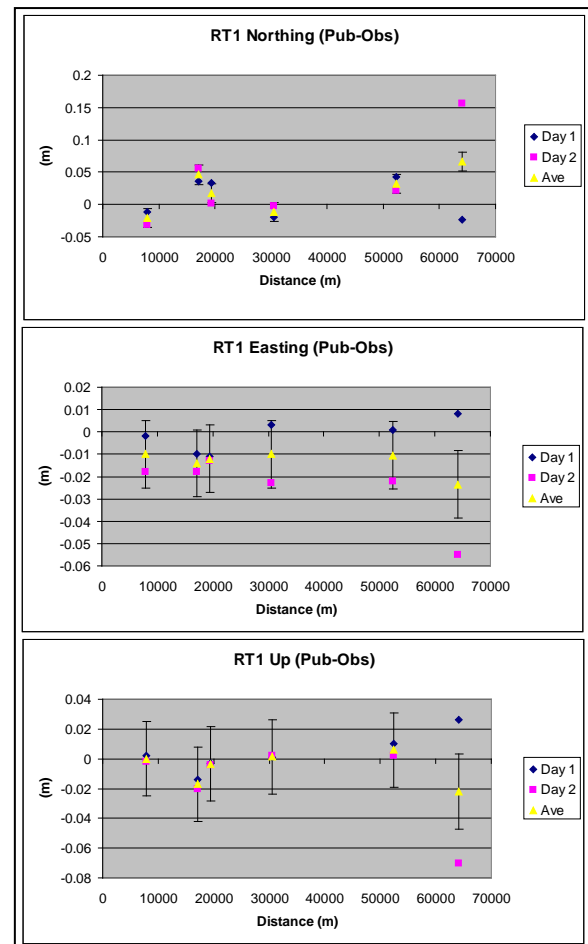 RT1 Northing (Pub-Obs)
0.2
0.15
0.1
0.05
0
-0.05
(m)
0 10000 20000 30000 40000 50000 60000 70000
Distance (m)
Day 1
Day 2
Ave
RT1 Easting (Pub-Obs)
0.02
0.01
0
-0.01
-0.02
-0.03
-0.04
-0.05
-0.06
(m)
0 10000 20000 30000 40000 50000 60000 70000
Distance (m)
Day 1
Day 2
Ave
RT1 Up (Pub-Obs)
0.04
0.02
0
-0.02
-0.04
-0.06
-0.08
(m)
0 10000 20000 30000 40000 50000 60000 70000
Distance (m)
Day 1
Day 2
Ave